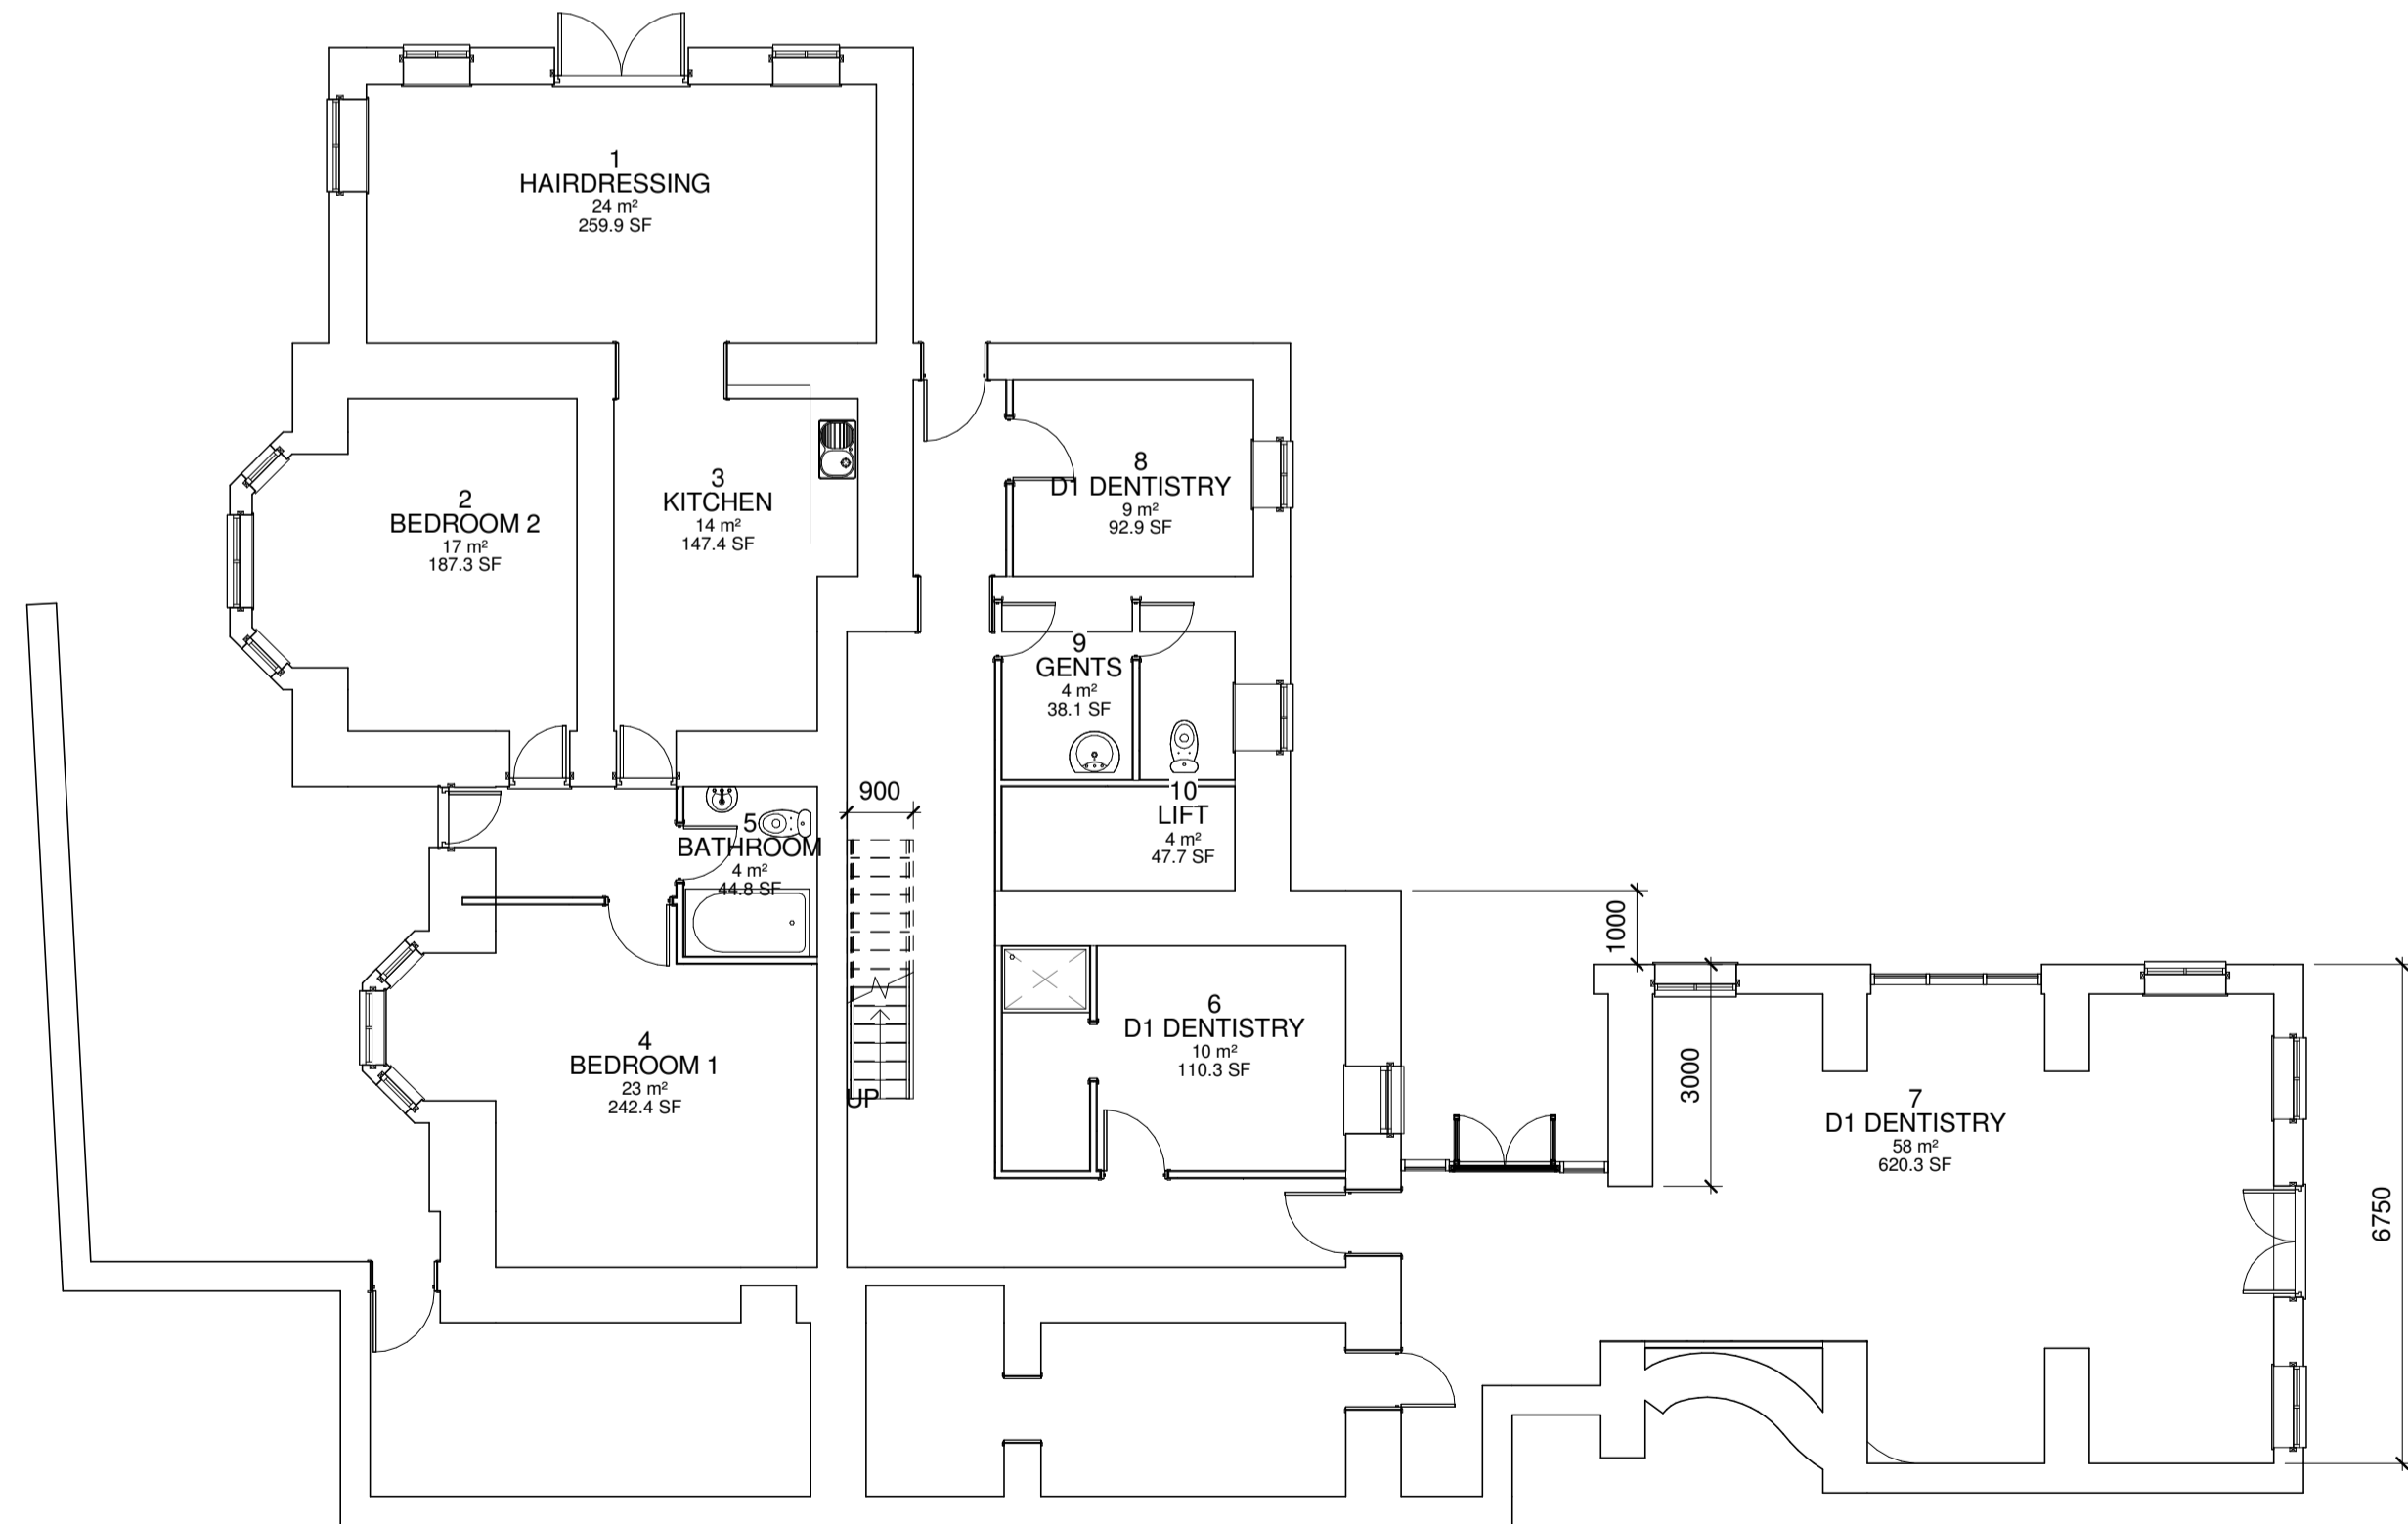 1
HAIRDRESSING
24 m²
259.9 SF
2
BEDROOM 2
17 m²
187.3 SF
3
KITCHEN
14 m²
147.4 SF
8
D1 DENTISTRY
9 m²
92.9 SF
9
GENTS
4 m²
38.1 SF
10
LIFT
4 m²
47.7 SF
900
5
BATHROOM
4 m²
44.8 SF
4
BEDROOM 1
23 m²
242.4 SF
UP
6
D1 DENTISTRY
10 m²
110.3 SF
1000
3000
7
D1 DENTISTRY
58 m²
620.3 SF
6750